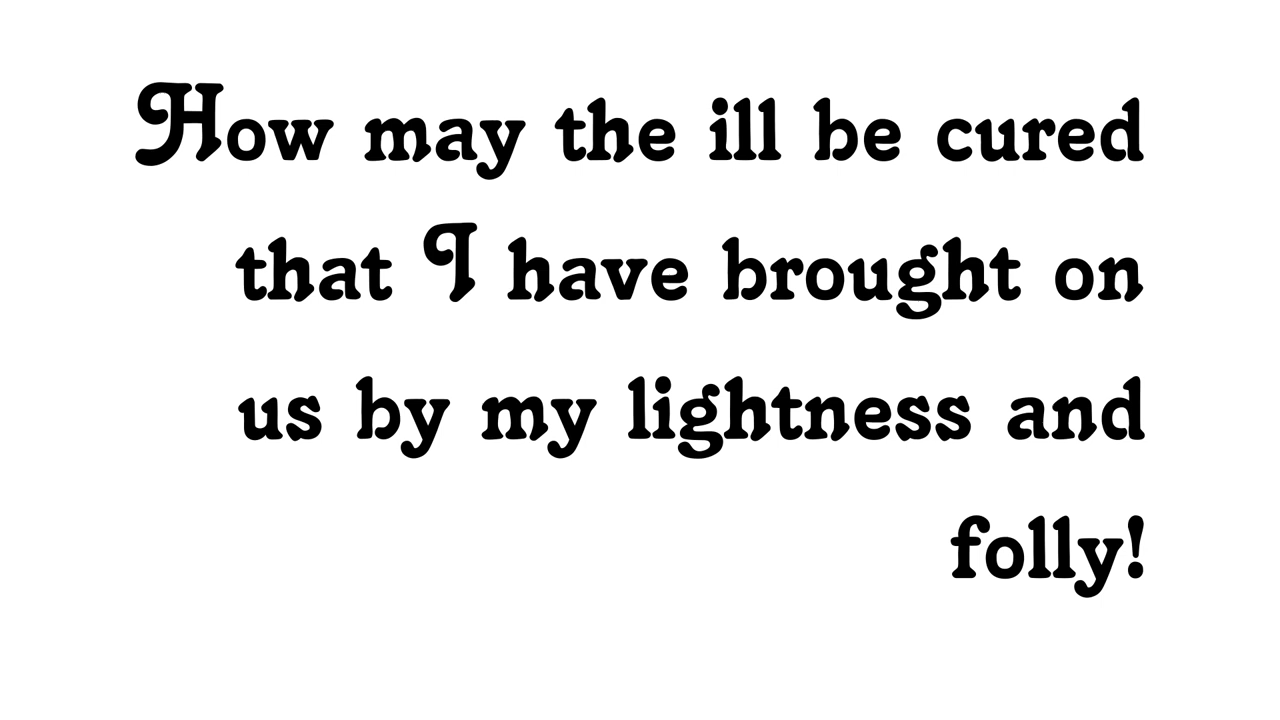 How may the ill be cured
that I have brought on
us by my lightness and
folly!